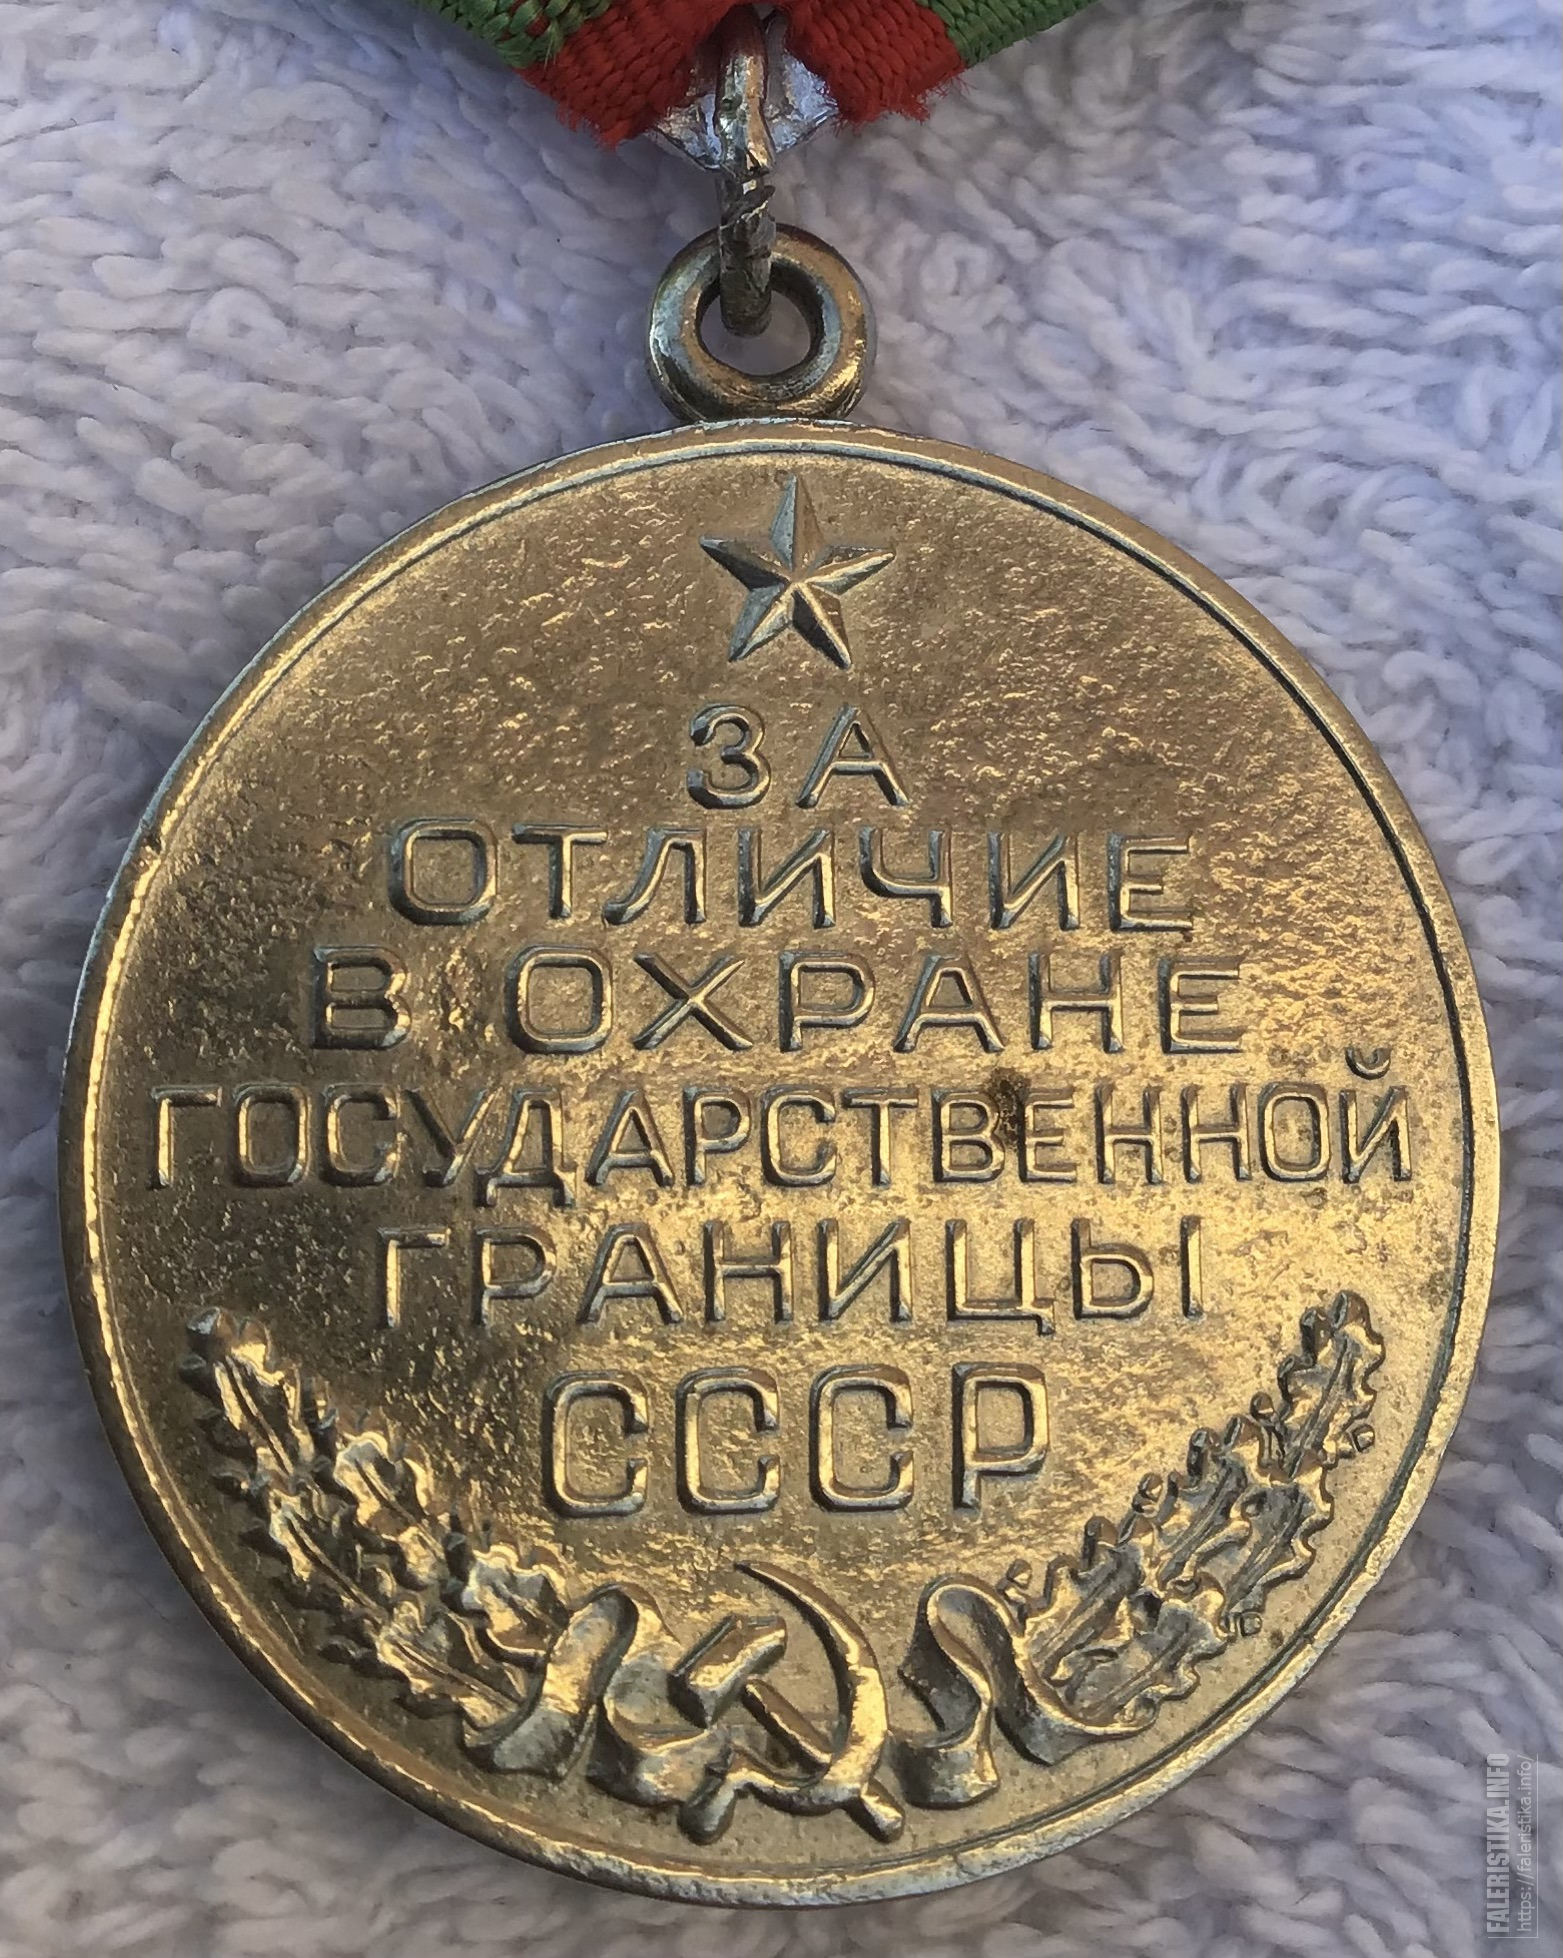 ЗА
ОТЛИЧИЕ
В ОХРАНЕ
ГОСУДАРСТВЕННОЙ
ГРАНИЦЫ
СССР
FALERISTIKA.INFO
https://faleristika.info/